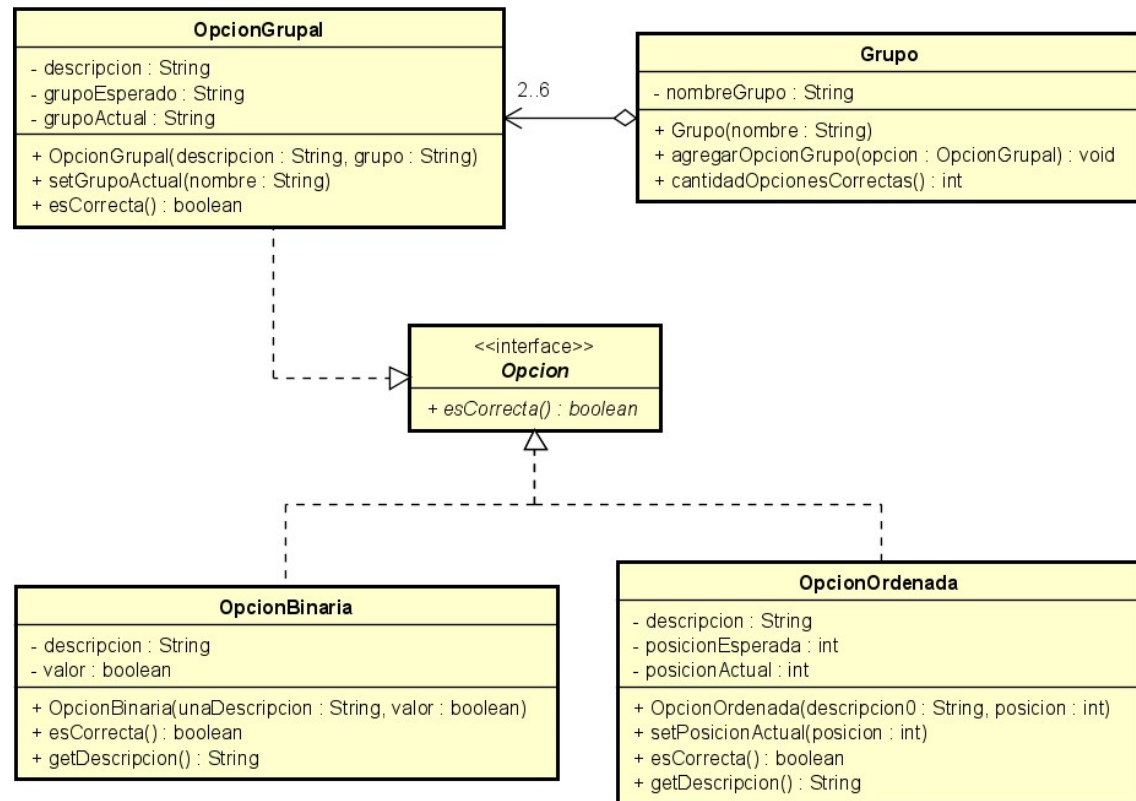 OpcionGrupal
- descripcion : String
- grupoEsperado : String
- grupoActual : String
+ OpcionGrupal(descripcion : String, grupo : String)
+ setGrupoActual(nombre : String)
+ esCorrecta() : boolean
2..6
Grupo
- nombreGrupo : String
+ Grupo(nombre : String)
+ agregarOpcionGrupo(opcion : OpcionGrupal) : void
+ cantidadOpcionesCorrectas() : int
<<interface>>
Opcion
+ esCorrecta() : boolean
OpcionBinaria
- descripcion : String
- valor : boolean
+ OpcionBinaria(unaDescripcion : String, valor : boolean)
+ esCorrecta() : boolean
+ getDescripcion() : String
OpcionOrdenada
- descripcion : String
- posicionEsperada : int
- posicionActual : int
+ OpcionOrdenada(descripcion0 : String, posicion : int)
+ setPosicionActual(posicion : int)
+ esCorrecta() : boolean
+ getDescripcion() : String